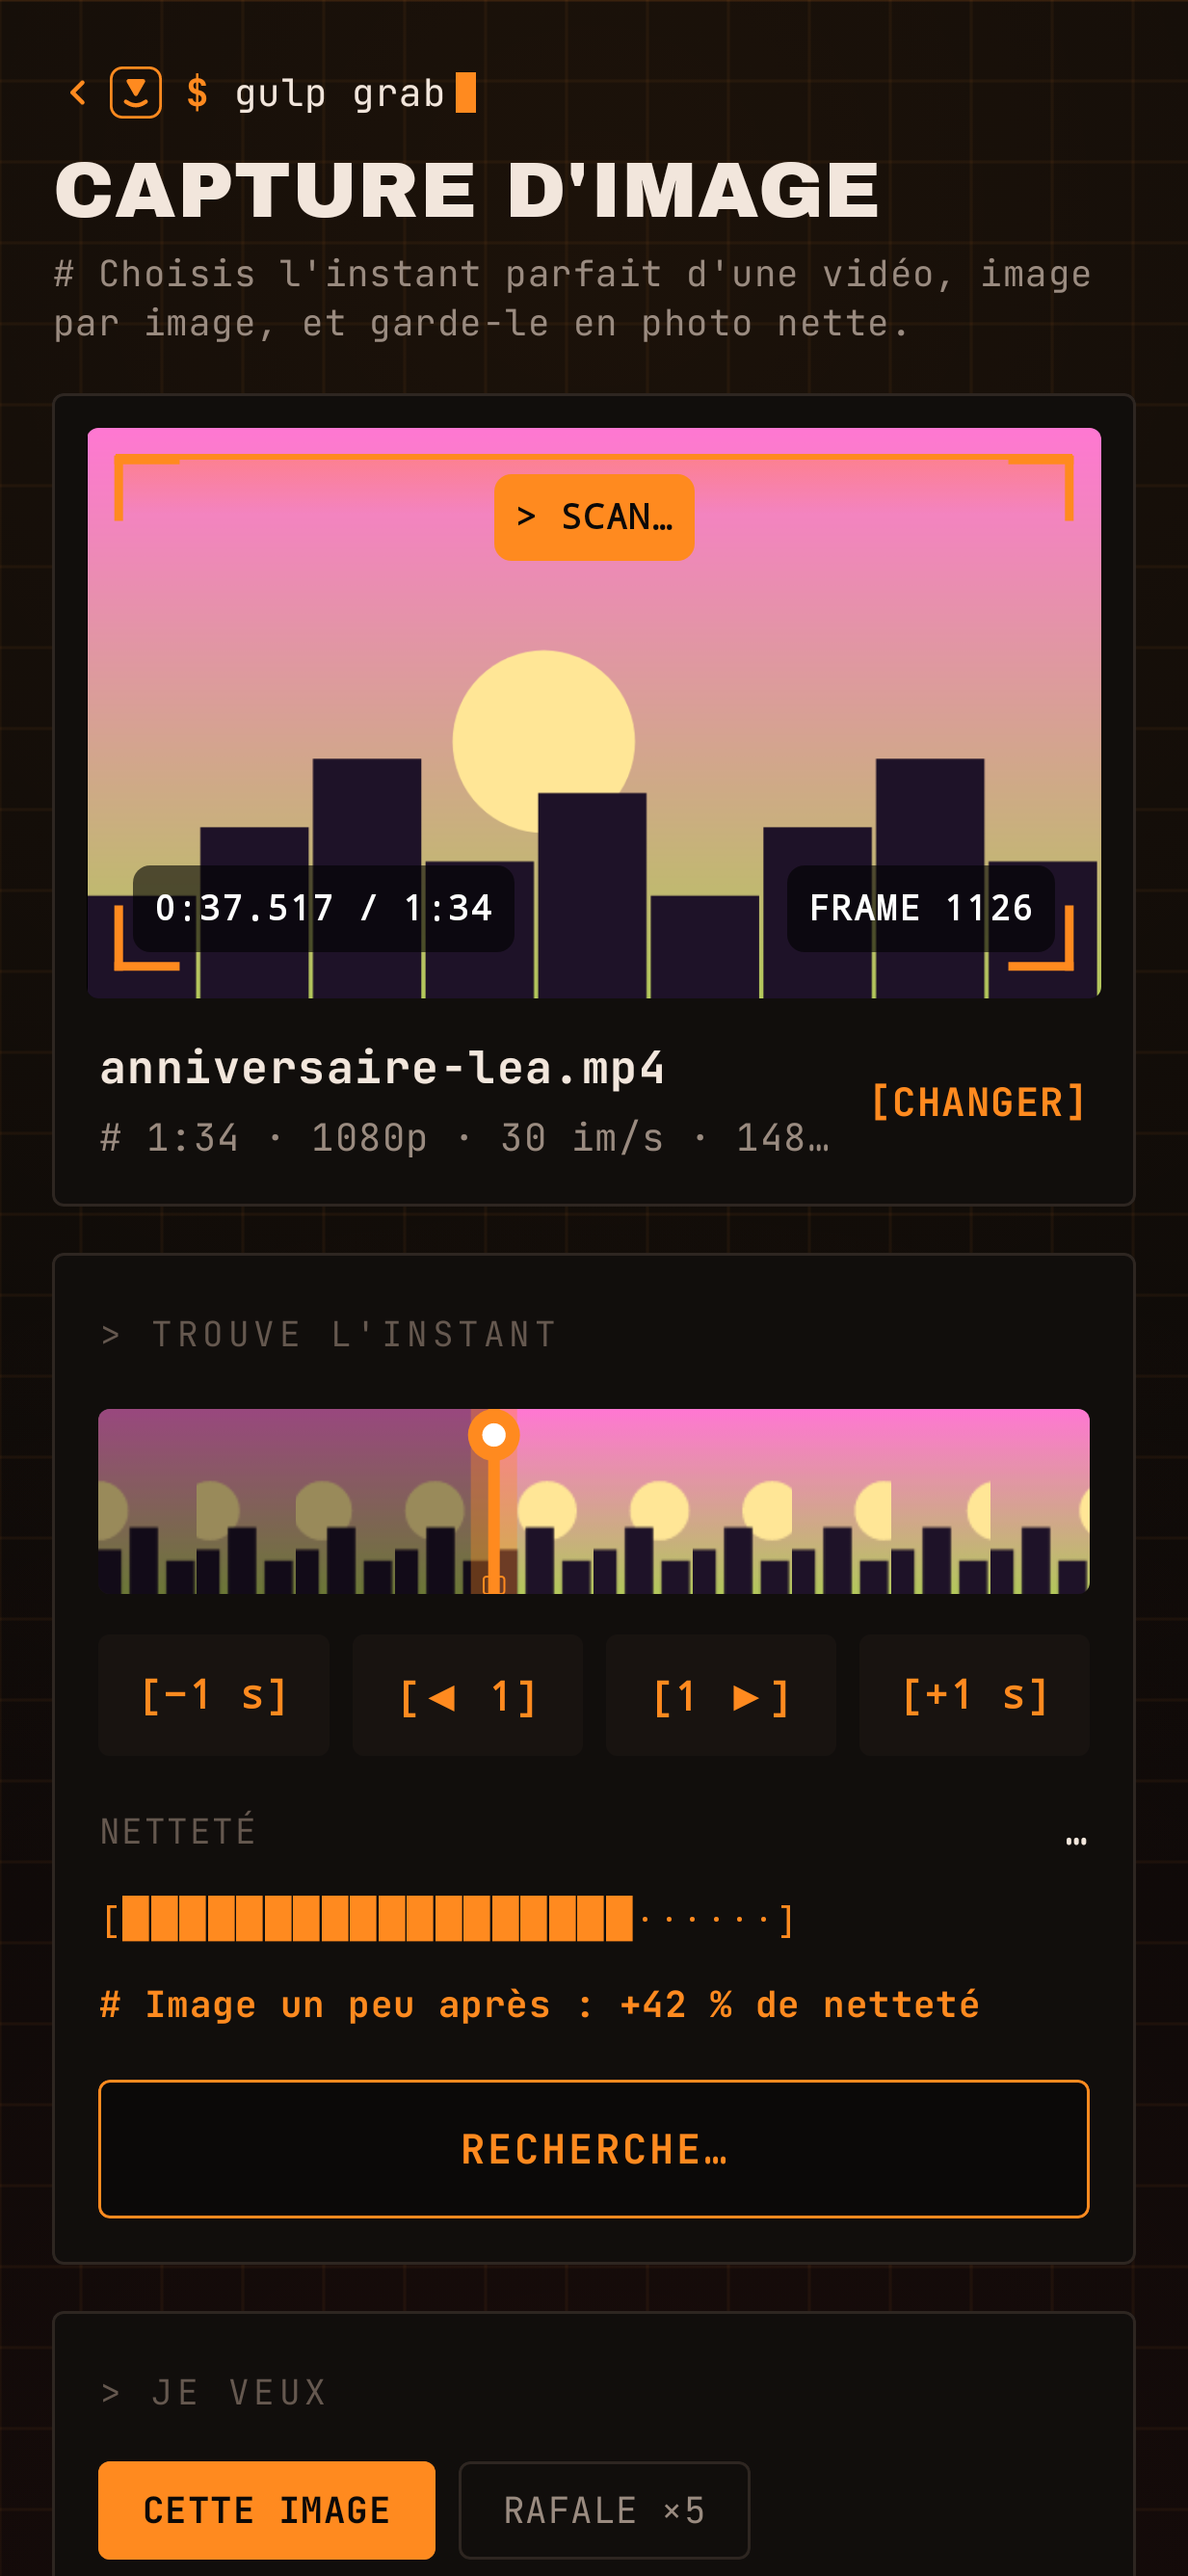 $ gulp grab
CAPTURE D'IMAGE
# Choisis l'instant parfait d'une vidéo, image
par image, et garde-le en photo nette.
> SCAN…
0:37.517 / 1:34
FRAME 1126
anniversaire-lea.mp4
[CHANGER]
# 1:34 · 1080p · 30 im/s · 148…
> TROUVE L'INSTANT
[−1 s]
[◀ 1]
[1 ▶]
[+1 s]
NETTETÉ
…
[██████████████████······]
# Image un peu après : +42 % de netteté
RECHERCHE…
> JE VEUX
CETTE IMAGE
RAFALE ×5